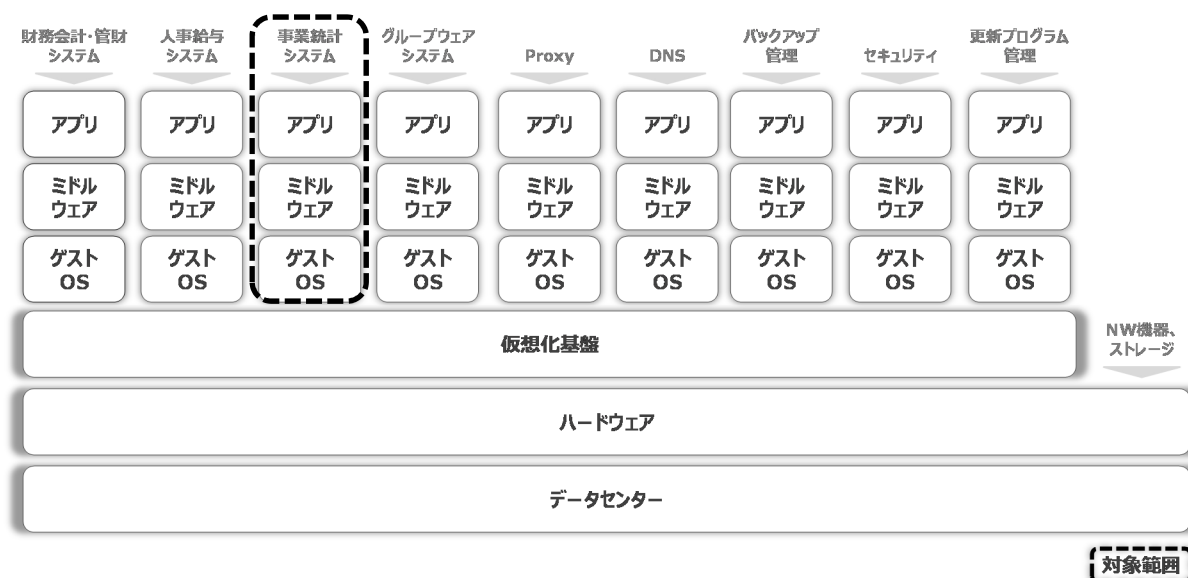 財務会計・管財
システム
人事給与
システム
事業統計
システム
グループウェア
システム
Proxy
DNS
バックアップ
管理
セキュリティ
更新プログラム
管理
アプリ
アプリ
アプリ
アプリ
アプリ
アプリ
アプリ
アプリ
アプリ
ミドル
ウェア
ミドル
ウェア
ミドル
ウェア
ミドル
ウェア
ミドル
ウェア
ミドル
ウェア
ミドル
ウェア
ミドル
ウェア
ミドル
ウェア
ゲスト
OS
ゲスト
OS
ゲスト
OS
ゲスト
OS
ゲスト
OS
ゲスト
OS
ゲスト
OS
ゲスト
OS
ゲスト
OS
仮想化基盤
NW機器、
ストレージ
ハードウェア
データセンター
対象範囲